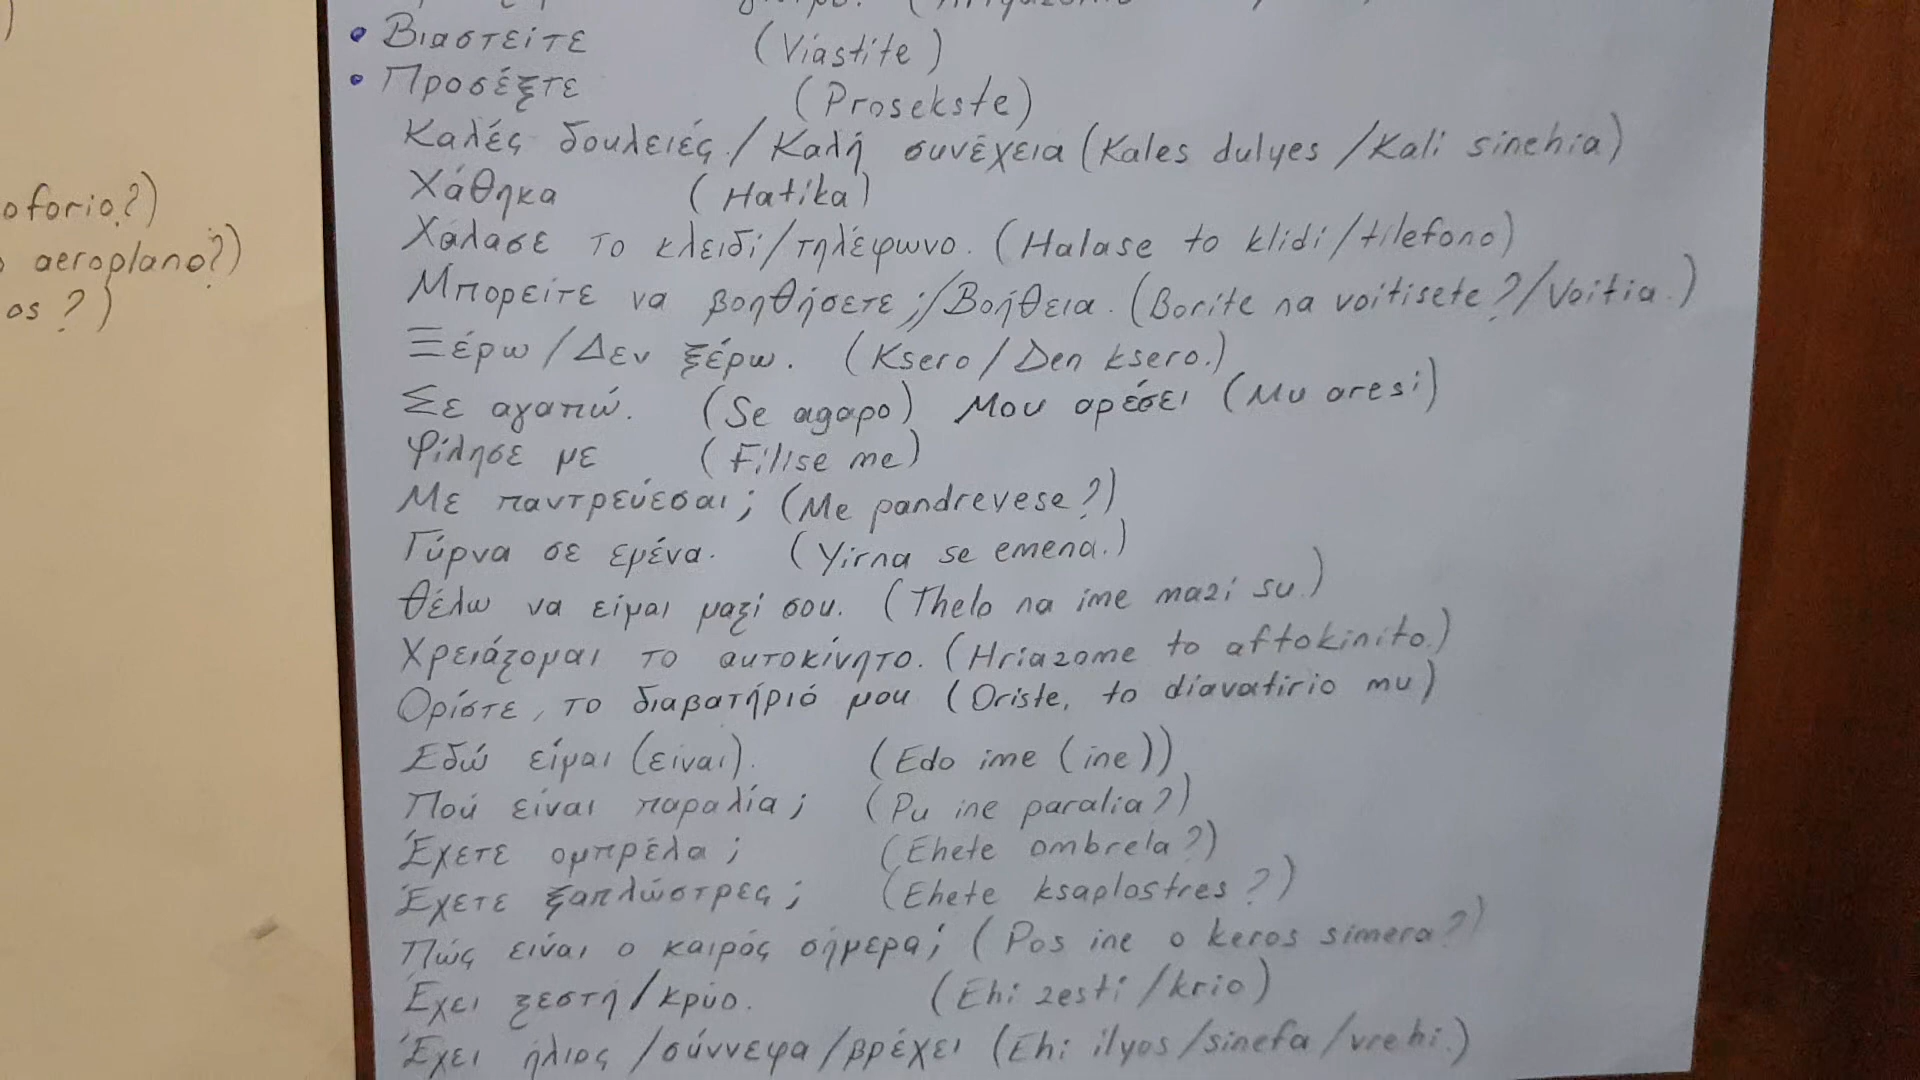 • Βιαστείτε (Viastite)
• Προσέξτε (Prosekste)
Καλές δουλειές / Καλή συνέχεια (Kales dulyes / Kali sinehia)
Χάθηκα (Hatika)
Χάλασε το κλειδί/τηλέφωνο. (Halase to klidi/tilefono)
Μπορείτε να βοηθήσετε ;/Βοήθεια. (Borite na voitisete ?/Voitia.)
Ξέρω / Δεν ξέρω. (Ksero / Den ksero.)
Σε αγαπώ. (Se agapo) Μου αρέσει (Mu aresi)
Φίλησε με (Filise me)
Με παντρεύεσαι; (Me pandrevese?)
Γύρνα σε εμένα. (Yirna se emena.)
Θέλω να είμαι μαζί σου. (Thelo na ime mazi su.)
Χρειάζομαι το αυτοκίνητο. (Hriazome to aftokinito.)
Ορίστε, το διαβατήριό μου (Oriste, to diavatirio mu)
Εδώ είμαι (είναι). (Edo ime (ine))
Πού είναι παραλία; (Pu ine paralia?)
Έχετε ομπρέλα; (Ehete ombrela?)
Έχετε ξαπλώστρες; (Ehete ksaplostres?)
Πώς είναι ο καιρός σήμερα; (Pos ine o keros simera?)
Έχει ζεστή/κρύο. (Ehi zesti/krio)
Έχει ήλιος /σύννεφα/βρέχει (Ehi ilyos/sinefa/vrehi.)
oforio?)
aeroplano?)
os?)